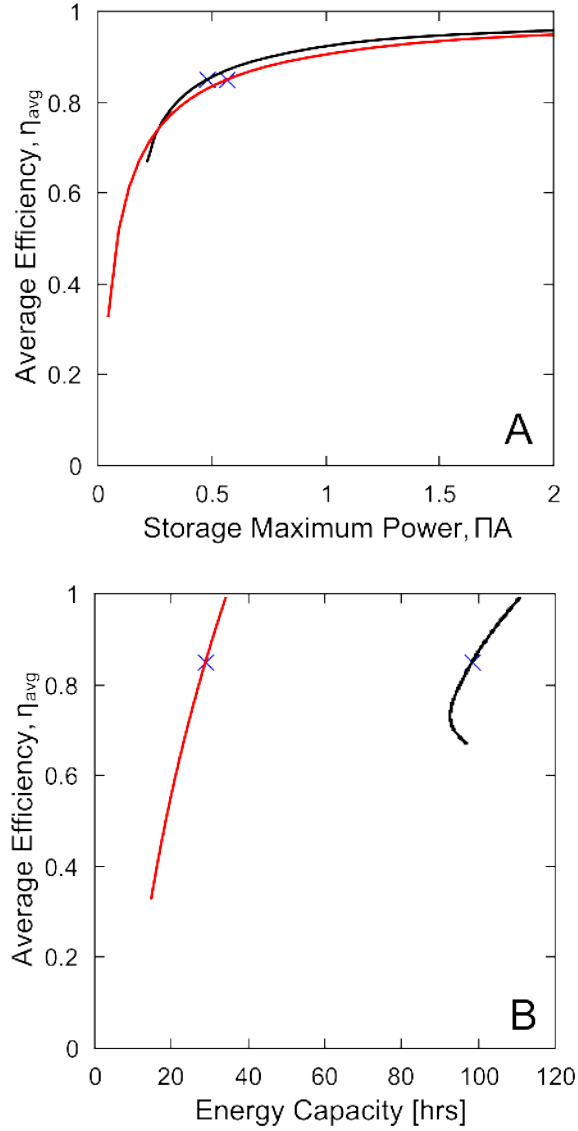 1
0.8
0.6
0.4
0.2
0
Average Efficiency, ηavg
A
0 0.5 1 1.5 2
Storage Maximum Power, ΠA
1
0.8
0.6
0.4
0.2
0
Average Efficiency, ηavg
B
0 20 40 60 80 100 120
Energy Capacity [hrs]